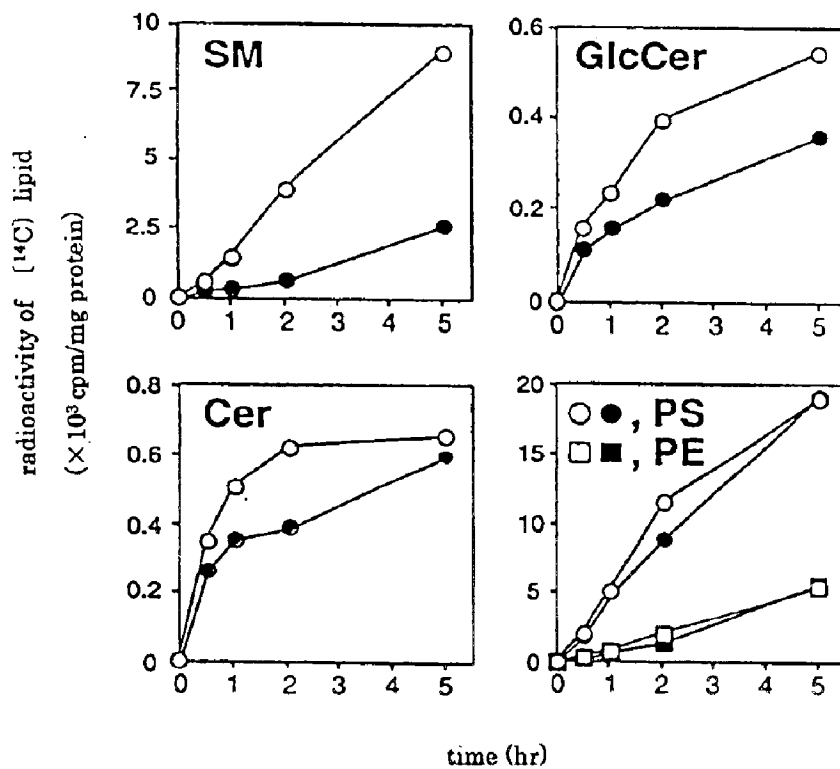 10
7.5
5
2.5
0
SM
0 1 2 3 4 5
0.6
0.4
0.2
0
GlcCer
0 1 2 3 4 5
radioactivity of [¹⁴C) lipid
(×10³cpm/mg protein)
0.8
0.6
0.4
0.2
0
Cer
0 1 2 3 4 5
20
15
10
5
0
○●, PS
□■, PE
0 1 2 3 4 5
time (hr)